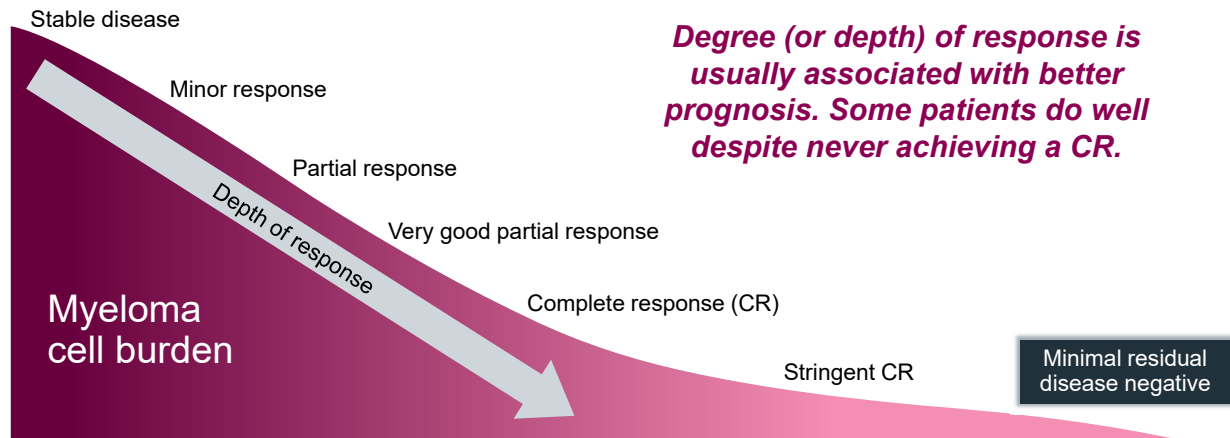 Stable disease
Degree (or depth) of response is
usually associated with better
prognosis. Some patients do well
despite never achieving a CR.
Minor response
Partial response
Depth of response
Very good partial response
Myeloma
cell burden
Complete response (CR)
Stringent CR
Minimal residual
disease negative